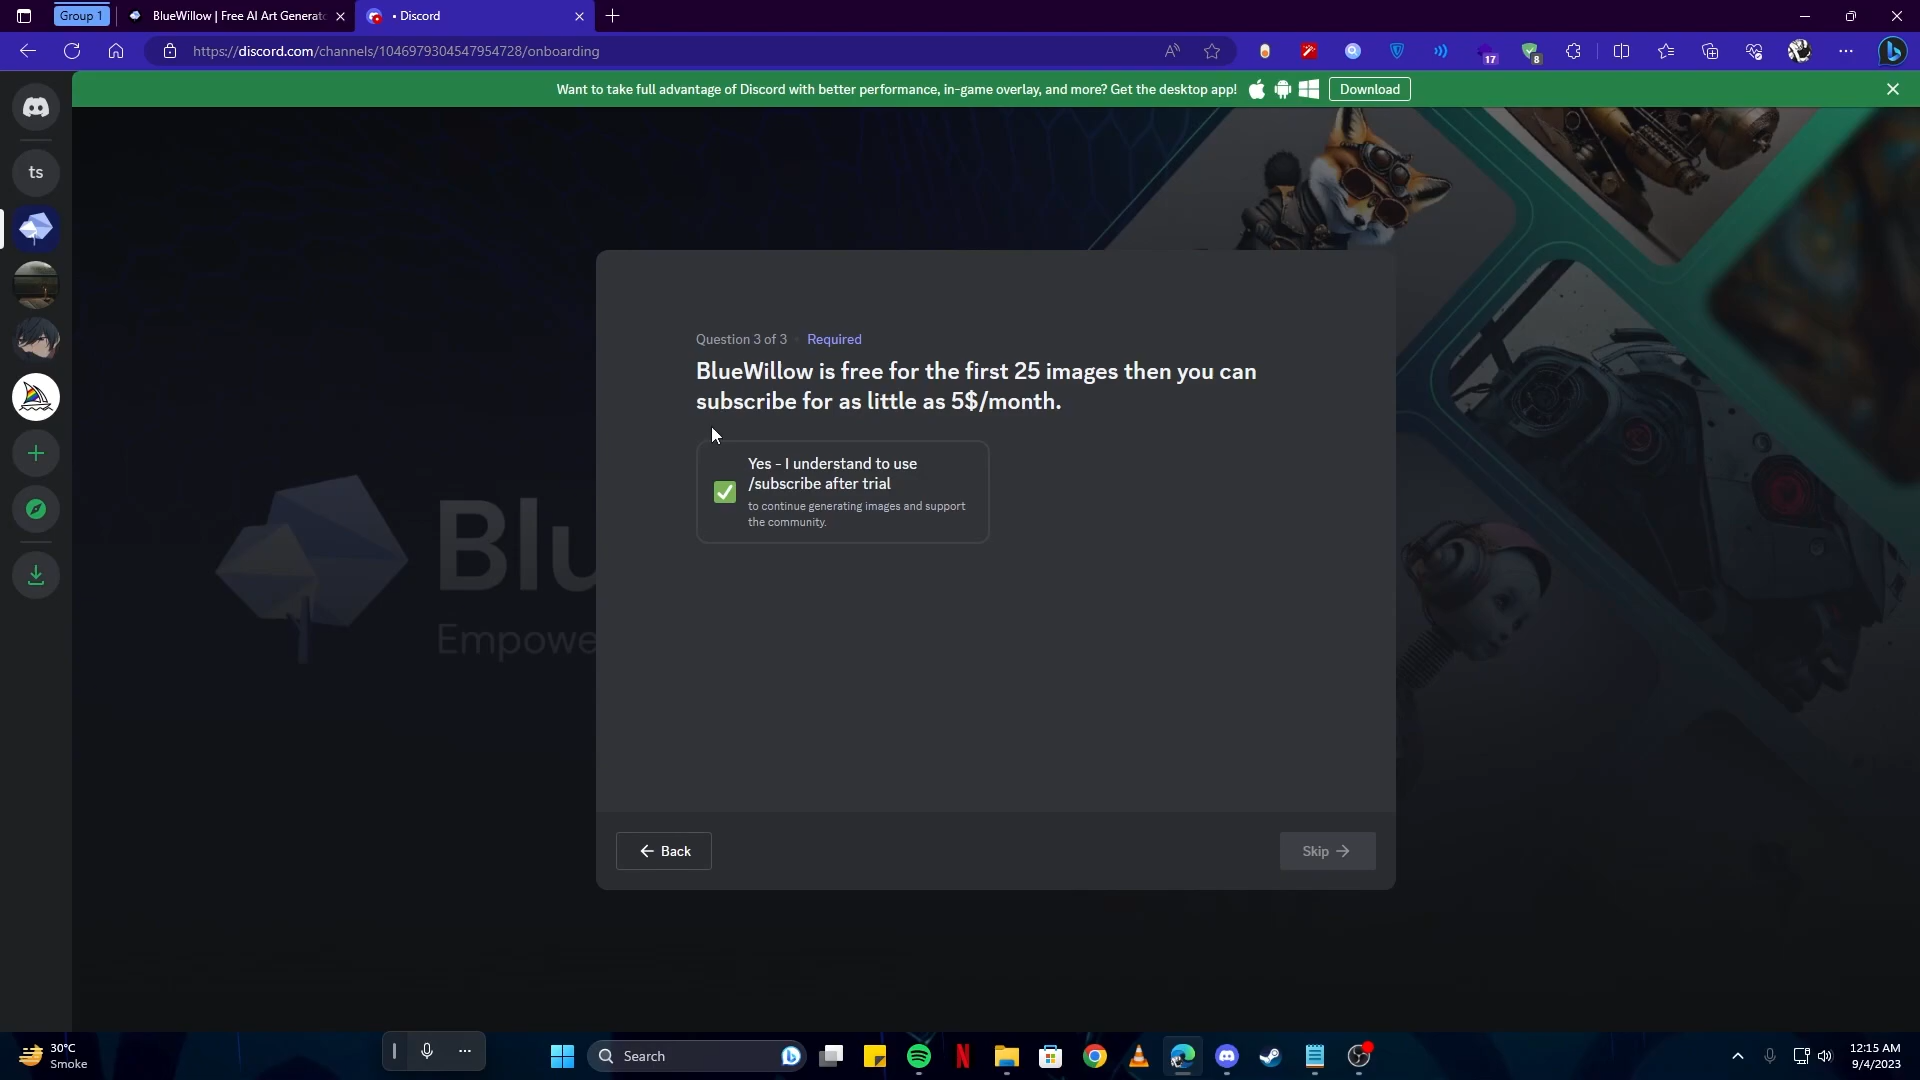 Group 1
BlueWillow | Free AI Art Generato
• Discord
https://discord.com/channels/1046979304547954728/onboarding
17
8
Want to take full advantage of Discord with better performance, in-game overlay, and more? Get the desktop app!
Download
ts
Question 3 of 3
Required
BlueWillow is free for the first 25 images then you can
subscribe for as little as 5$/month.
Yes - I understand to use
/subscribe after trial
to continue generating images and support
the community.
Blu
Empowe
Back
Skip
30°C
Smoke
Search
12:15 AM
9/4/2023